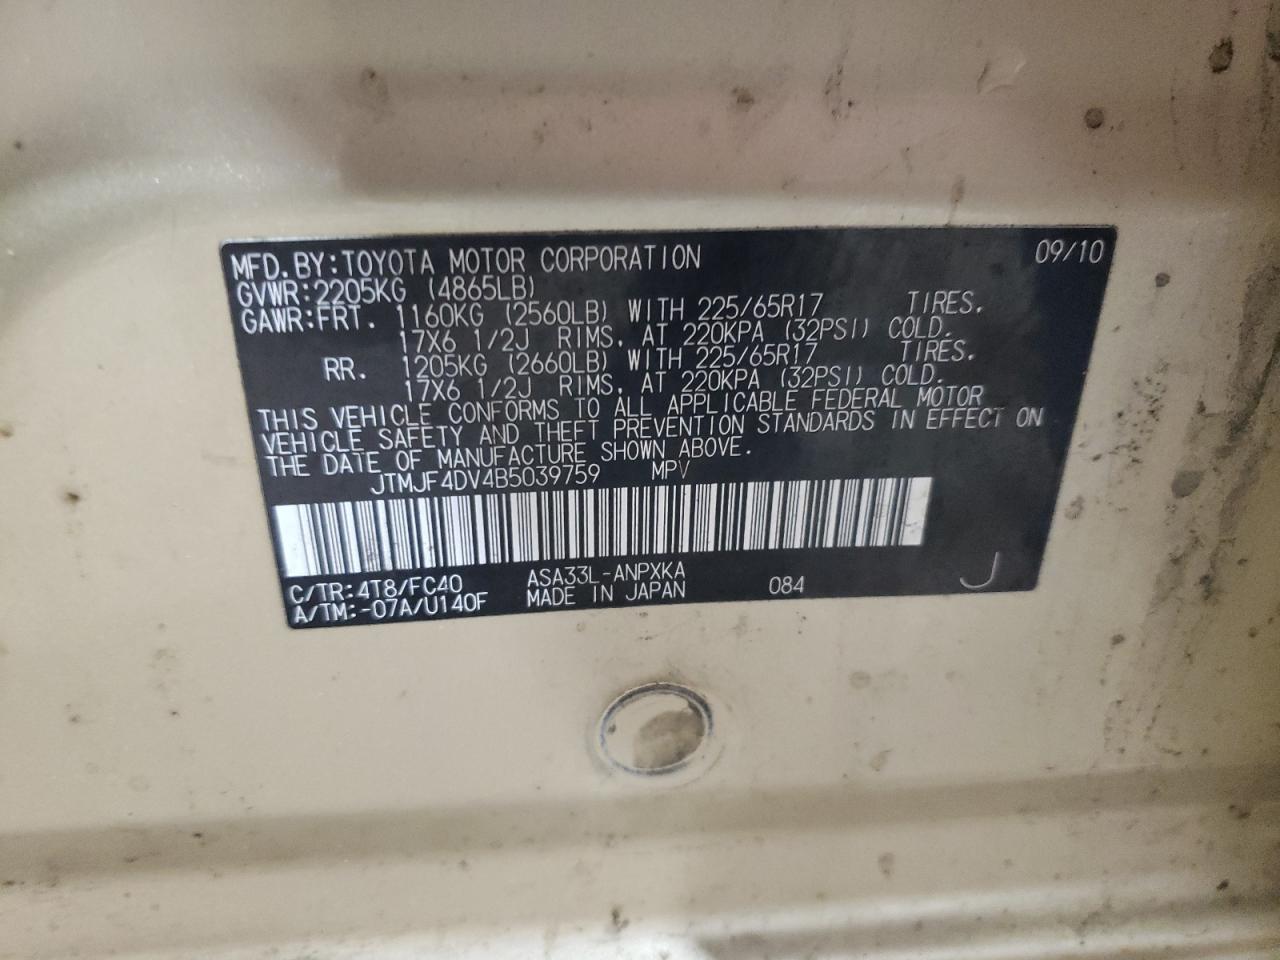 MFD.BY:TOYOTA MOTOR CORPORATION 09/10
GVWR:2205KG (4865LB)
GAWR:FRT. 1160KG (2560LB) WITH 225/65R17 TIRES.
17X6 1/2J RIMS, AT 220KPA (32PSI) COLD.
RR. 1205KG (2660LB) WITH 225/65R17 TIRES.
17X6 1/2J RIMS, AT 220KPA (32PSI) COLD.
THIS VEHICLE CONFORMS TO ALL APPLICABLE FEDERAL MOTOR
VEHICLE SAFETY AND THEFT PREVENTION STANDARDS IN EFFECT ON
THE DATE OF MANUFACTURE SHOWN ABOVE.
JTMJF4DV4B5039759 MPV
C/TR:4T8/FC40 ASA33L-ANPXKA 084 J
A/TM:-07A/U140F MADE IN JAPAN